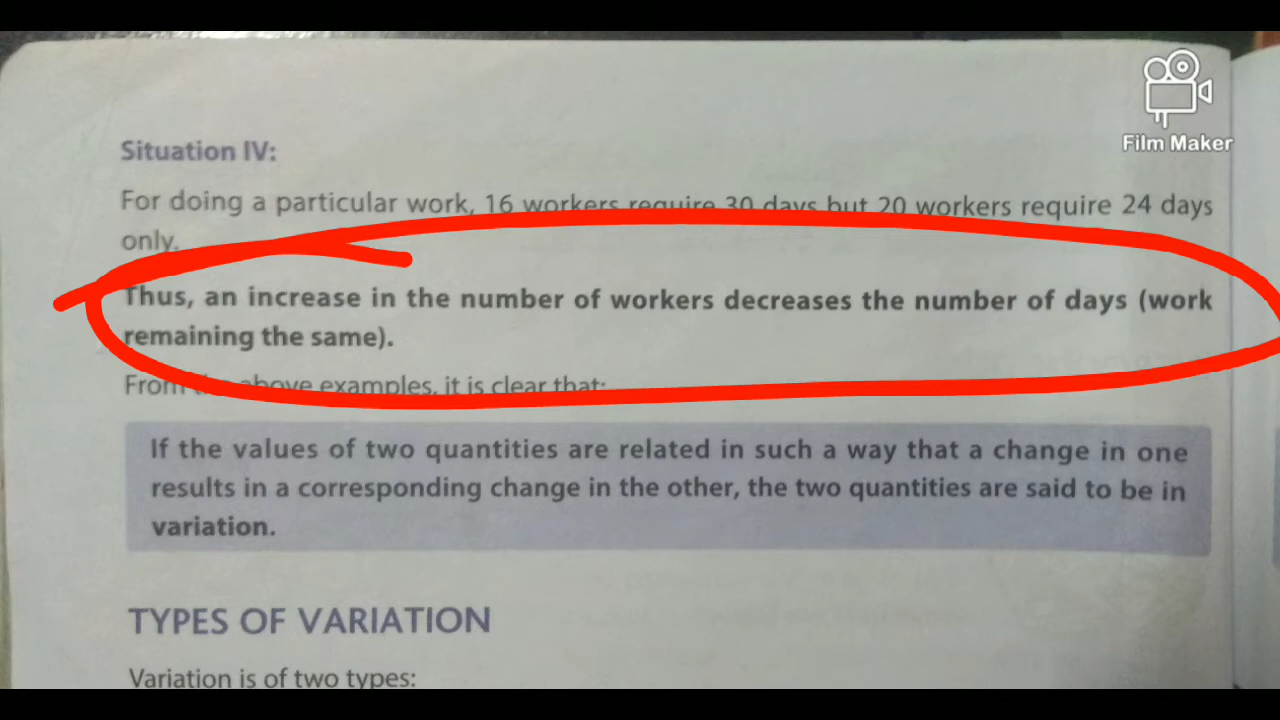 Film Maker
Situation IV:
For doing a particular work, 16 workers require 30 days but 20 workers require 24 days
only.
Thus, an increase in the number of workers decreases the number of days (work
remaining the same).
From the above examples, it is clear that:
If the values of two quantities are related in such a way that a change in one
results in a corresponding change in the other, the two quantities are said to be in
variation.
TYPES OF VARIATION
Variation is of two types: